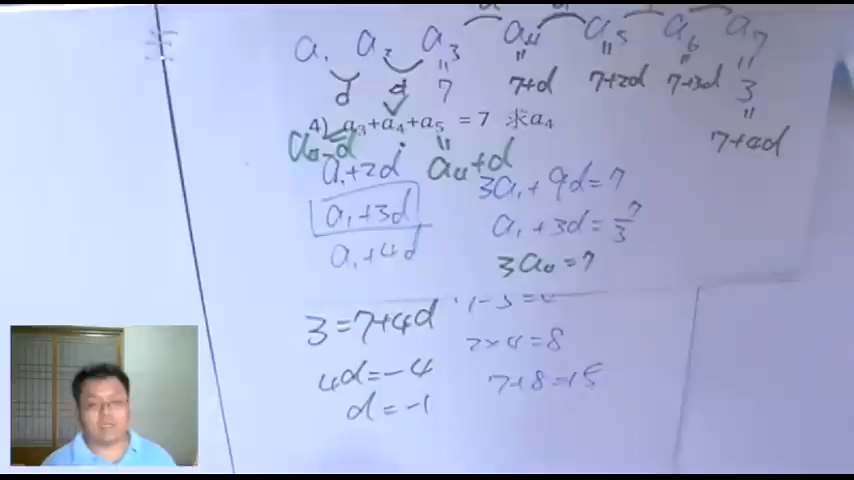 a₁ a₂ a₃ a₄ a₅ a₆ a₇
d d 7 7+d 7+2d 7+3d 3
7+4d
4) a₃+a₄+a₅ = 7 求a₄
a₄-d a₄+d
a₁+2d 3a₁+9d=7
a₁+3d a₁+3d=7/3
a₁+4d 3a₄=7
3=7+4d
2×4=8
4d=-4 7+8=15
d=-1